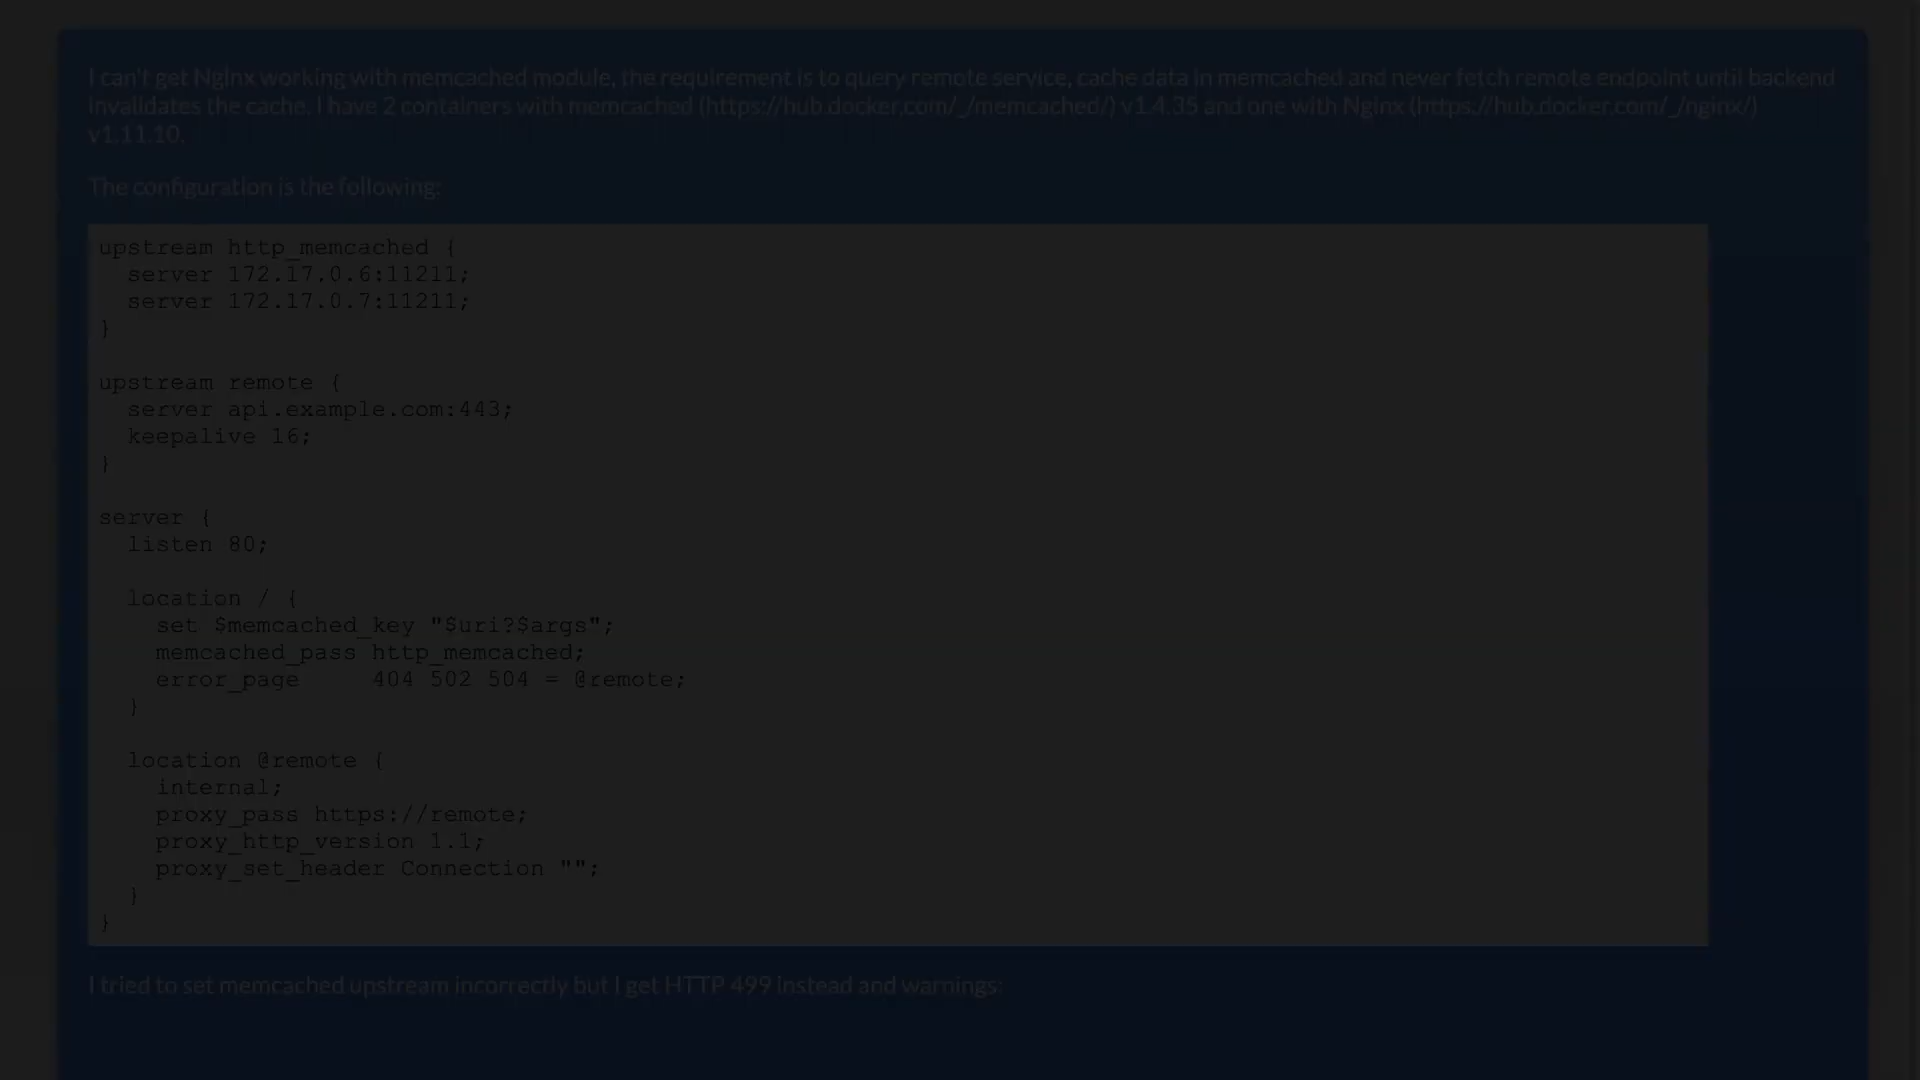 I can't get Nginx working with memcached module, the requirement is to query remote service, cache data in memcached and never fetch remote endpoint until backend
invalidates the cache. I have 2 containers with memcached (https://hub.docker.com/_/memcached/) v1.4.35 and one with Nginx (https://hub.docker.com/_/nginx/)
v1.11.10.
The configuration is the following:
upstream http_memcached {
  server 172.17.0.6:11211;
  server 172.17.0.7:11211;
}
upstream remote {
  server api.example.com:443;
  keepalive 16;
}
server {
  listen 80;
  location / {
    set $memcached_key "$uri?$args";
    memcached_pass http_memcached;
    error_page     404 502 504 = @remote;
  }
  location @remote {
    internal;
    proxy_pass https://remote;
    proxy_http_version 1.1;
    proxy_set_header Connection "";
  }
}
I tried to set memcached upstream incorrectly but I get HTTP 499 instead and warnings: